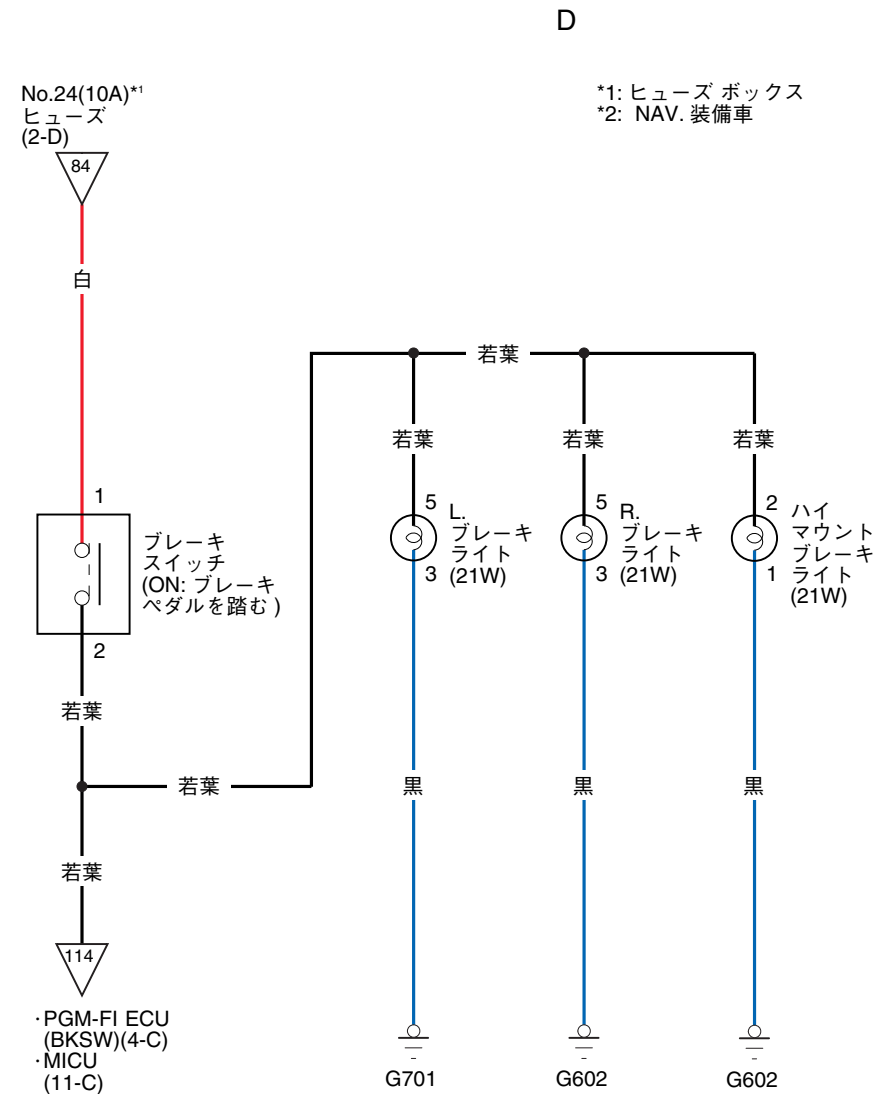 D
No.24(10A)*1
ヒューズ
(2-D)
84
*1: ヒューズ ボックス
*2: NAV. 装備車
白
若葉
若葉
若葉
若葉
1
ブレーキ
スイッチ
(ON: ブレーキ
ペダルを踏む )
2
5
L.
ブレーキ
ライト
(21W)
3
5
R.
ブレーキ
ライト
(21W)
3
2
ハイ
マウント
ブレーキ
ライト
(21W)
1
若葉
若葉
黒
黒
黒
若葉
114
·PGM-FI ECU
(BKSW)(4-C)
·MICU
(11-C)
G701
G602
G602